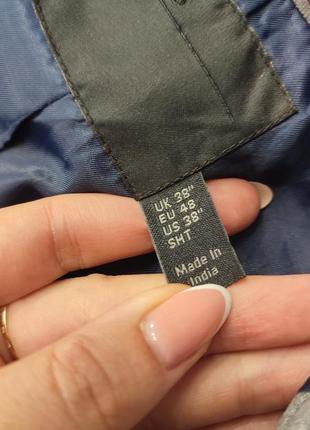 UK 38"
EU 48
US 38"
SHT
Made In
India